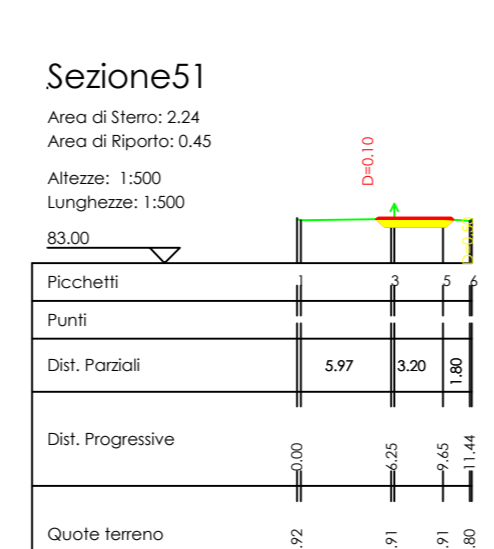 Sezione51
Area di Sterro: 2.24
Area di Riporto: 0.45
Altezze: 1:500
Lunghezze: 1:500
83.00
D=0.10
Picchetti 1 3 5 6
Punti
Dist. Parziali 5.97 3.20 1.80
Dist. Progressive 0.00 6.25 9.65 11.44
Quote terreno .92 .91 .91 .80